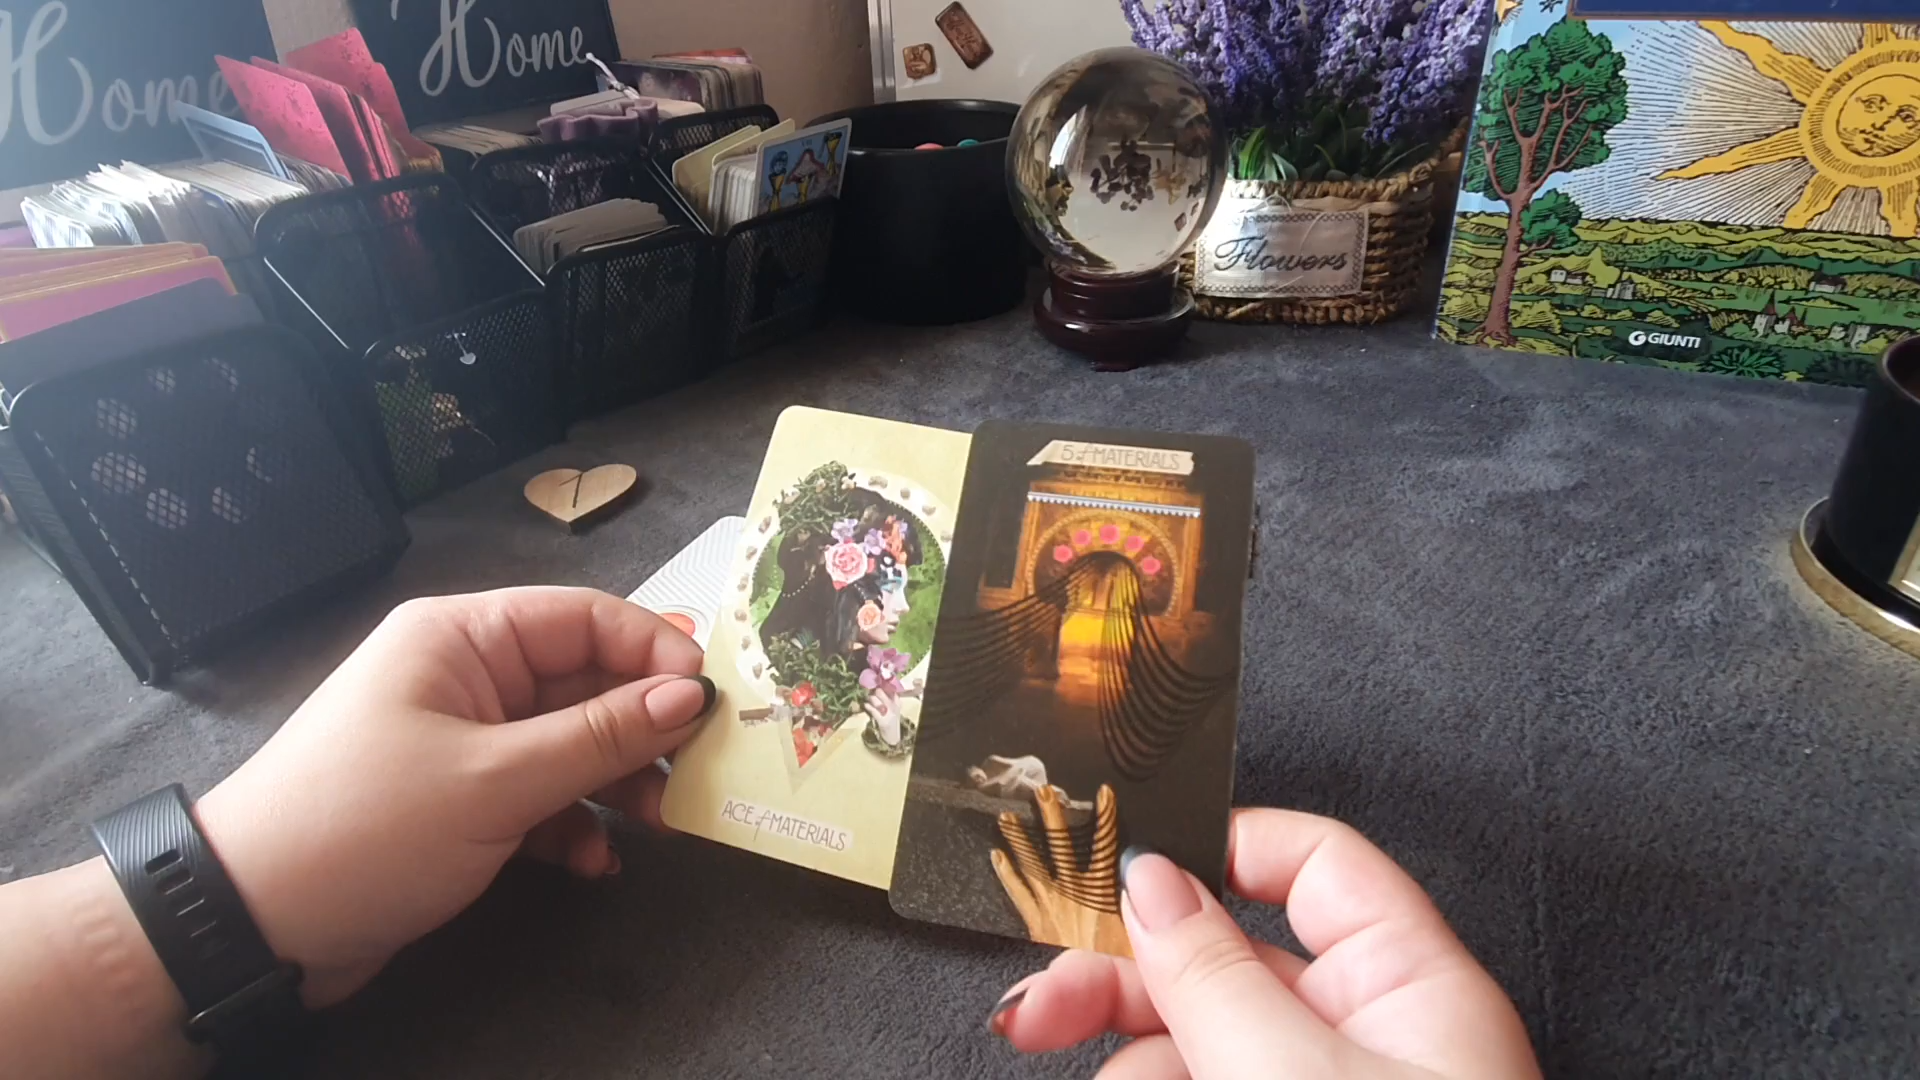 Home
Home
Flowers
GIUNTI
5 of MATERIALS
ACE of MATERIALS